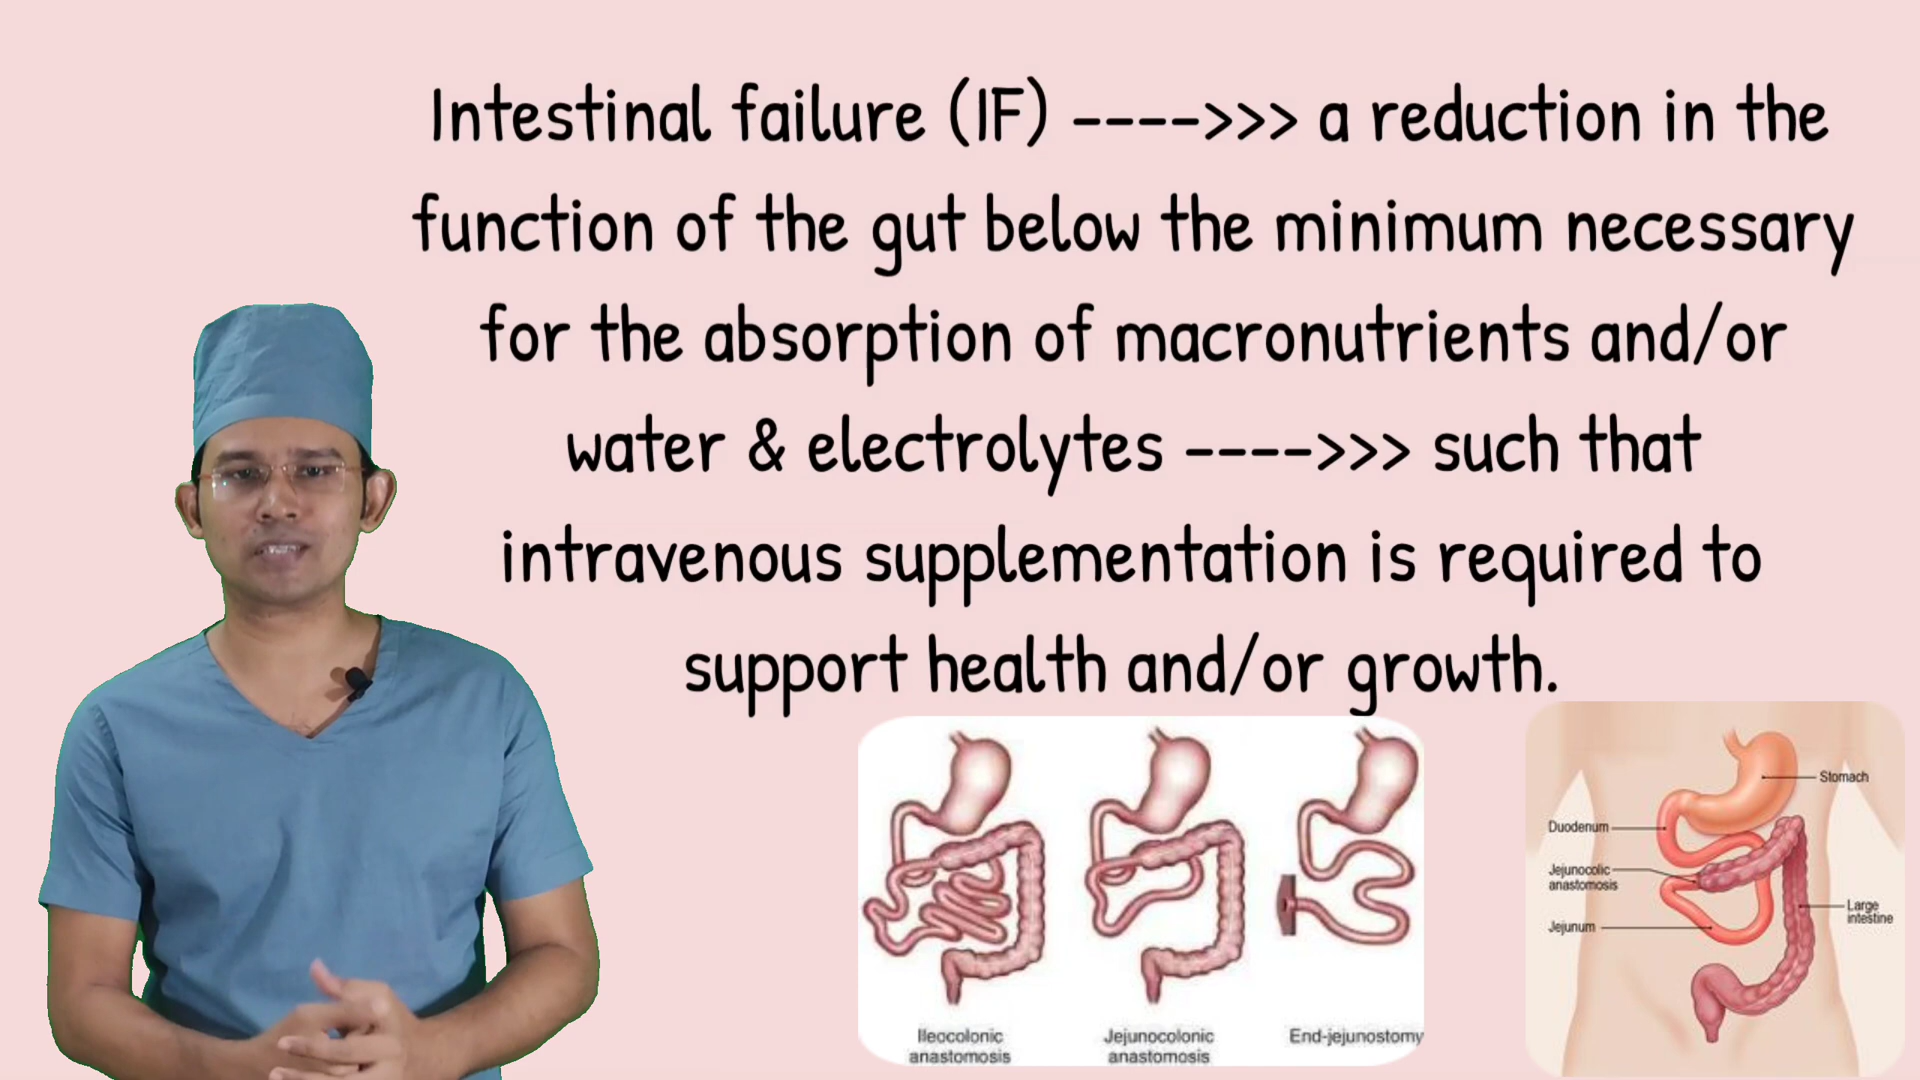 Intestinal failure (IF) ---->>> a reduction in the
function of the gut below the minimum necessary
for the absorption of macronutrients and/or
water & electrolytes ---->>> such that
intravenous supplementation is required to
support health and/or growth.
Ileocolonic
anastomosis
Jejunocolonic
anastomosis
End-jejunostomy
Stomach
Duodenum
Jejunocolic
anastomosis
Large
intestine
Jejunum